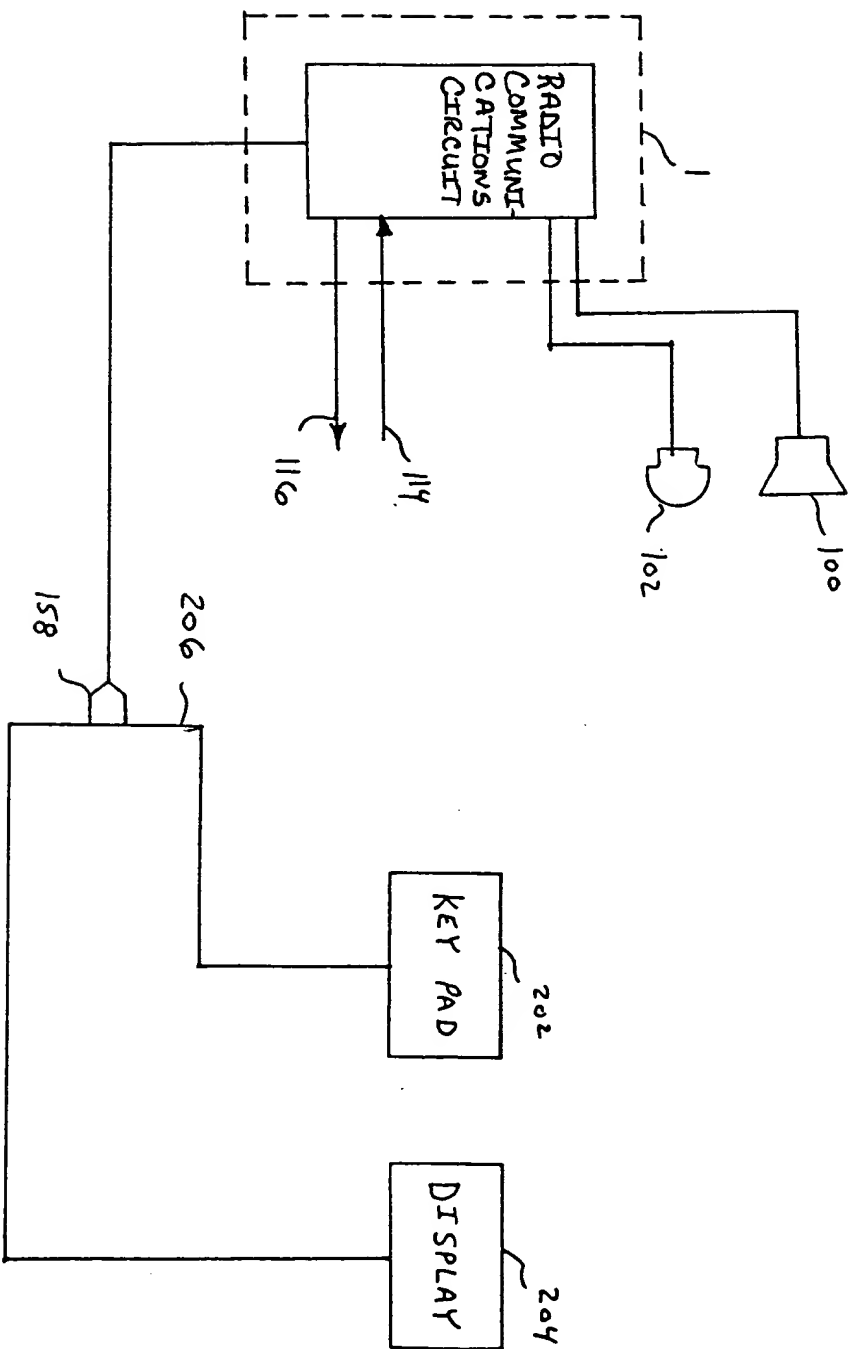 RADIO
COMMUNI-
CATIONS
CIRCUIT
1
100
102
114
116
158
206
KEY PAD
202
DISPLAY
204